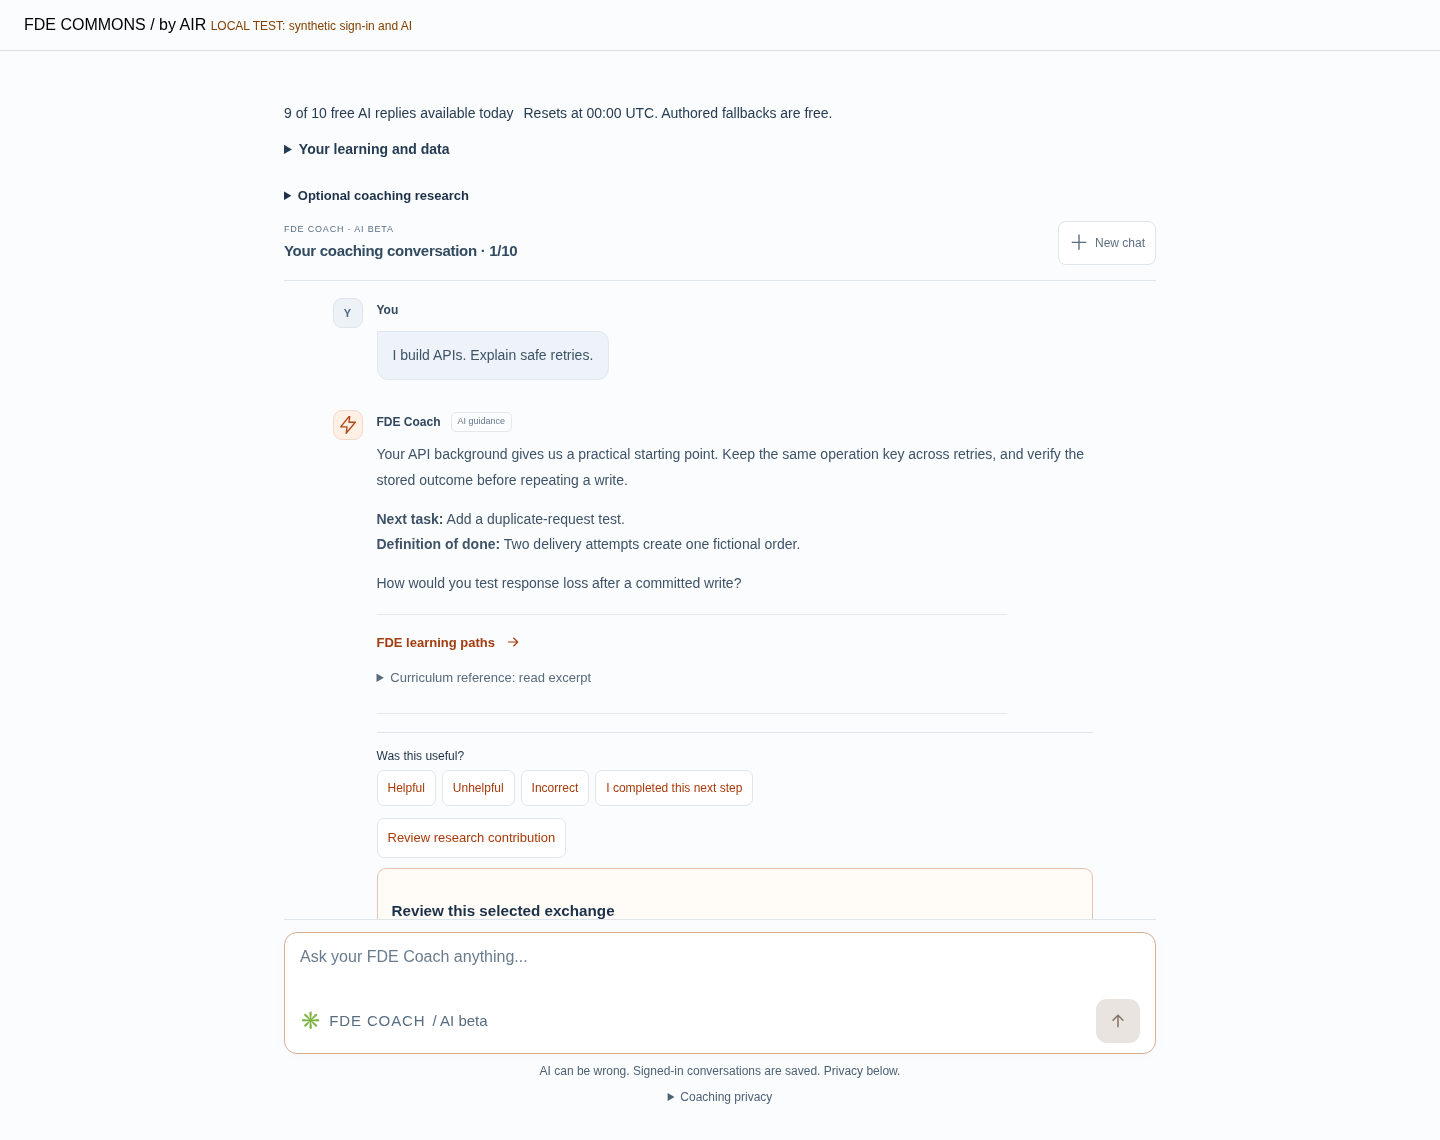 FDE COMMONS / by AIR LOCAL TEST: synthetic sign-in and AI
9 of 10 free AI replies available today Resets at 00:00 UTC. Authored fallbacks are free.
Your learning and data
Optional coaching research
FDE COACH · AI BETA
Your coaching conversation · 1/10
New chat
Y
You
I build APIs. Explain safe retries.
FDE Coach AI guidance
Your API background gives us a practical starting point. Keep the same operation key across retries, and verify the
stored outcome before repeating a write.
Next task: Add a duplicate-request test.
Definition of done: Two delivery attempts create one fictional order.
How would you test response loss after a committed write?
FDE learning paths
Curriculum reference: read excerpt
Was this useful?
Helpful Unhelpful Incorrect I completed this next step
Review research contribution
Review this selected exchange
Ask your FDE Coach anything...
FDE COACH / AI beta
AI can be wrong. Signed-in conversations are saved. Privacy below.
Coaching privacy